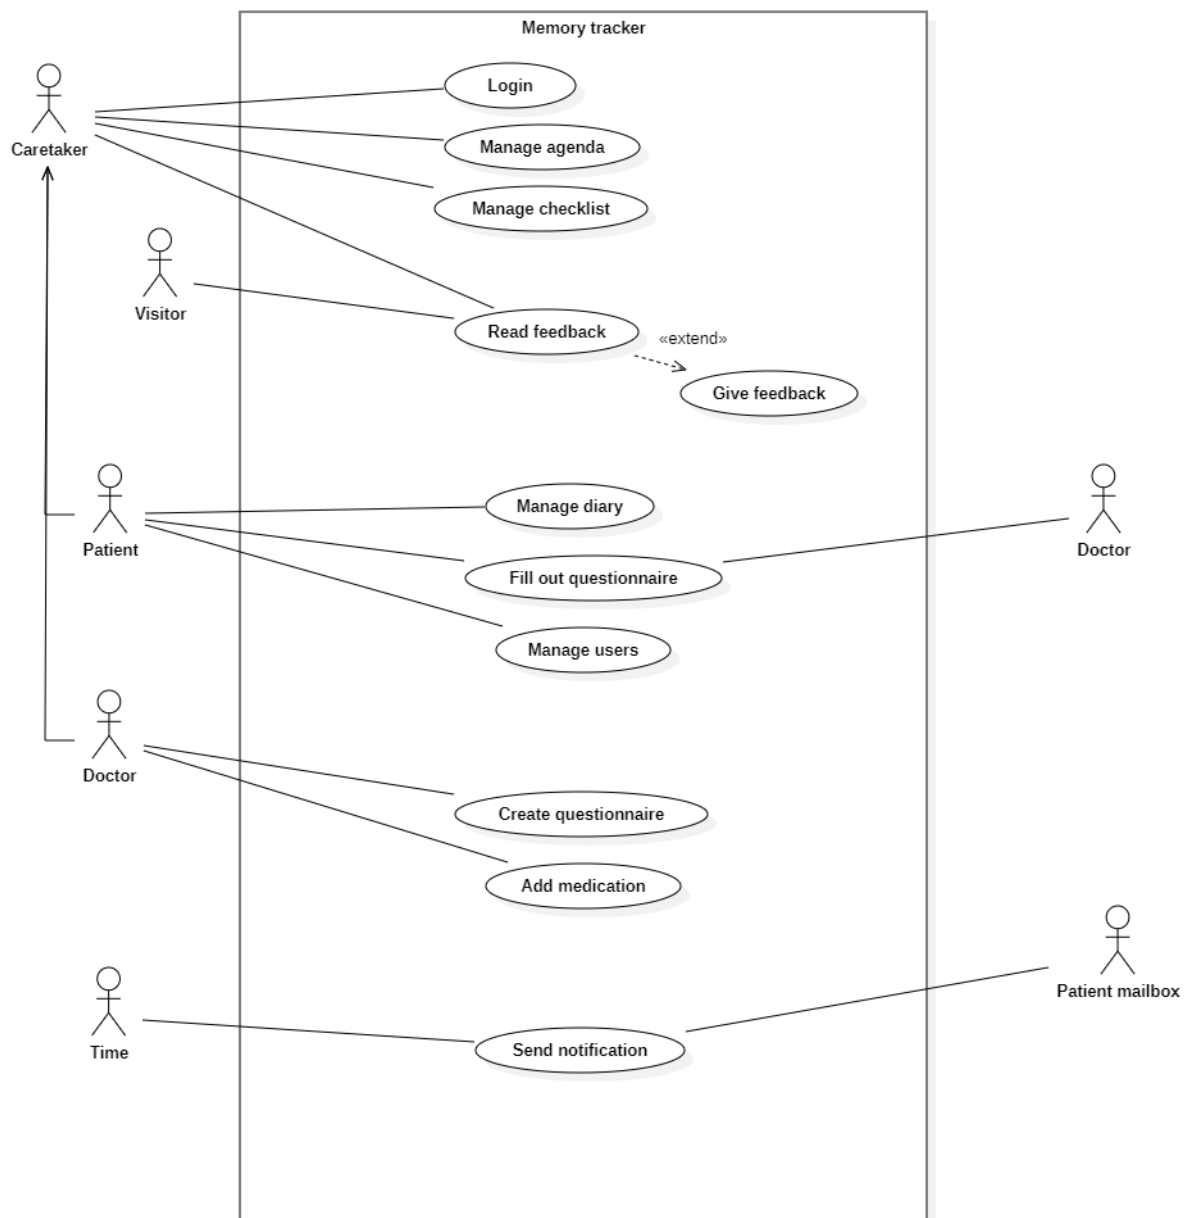 Memory tracker
Login
Caretaker
Manage agenda
Manage checklist
Visitor
Read feedback
«extend»
Give feedback
Manage diary
Patient
Doctor
Fill out questionnaire
Manage users
Doctor
Create questionnaire
Add medication
Patient mailbox
Time
Send notification